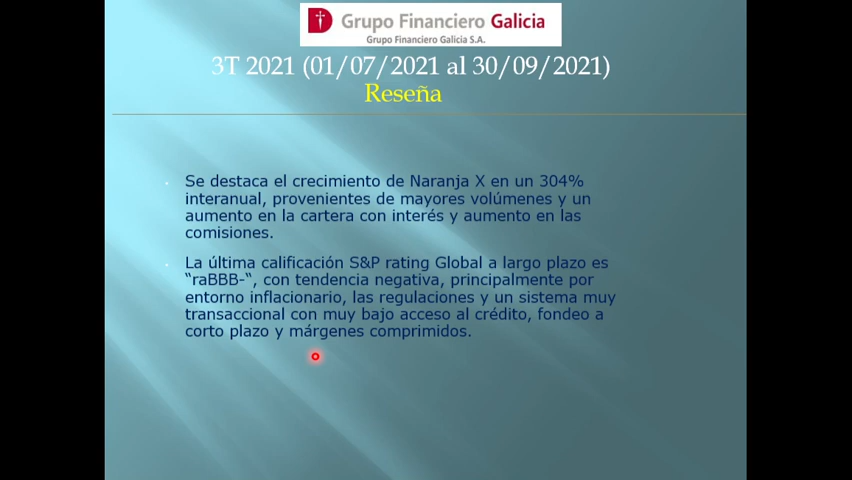 Grupo Financiero Galicia
Grupo Financiero Galicia S.A.
3T 2021 (01/07/2021 al 30/09/2021)
Reseña
Se destaca el crecimiento de Naranja X en un 304%
interanual, provenientes de mayores volúmenes y un
aumento en la cartera con interés y aumento en las
comisiones.
La última calificación S&P rating Global a largo plazo es
“raBBB-“, con tendencia negativa, principalmente por
entorno inflacionario, las regulaciones y un sistema muy
transaccional con muy bajo acceso al crédito, fondeo a
corto plazo y márgenes comprimidos.